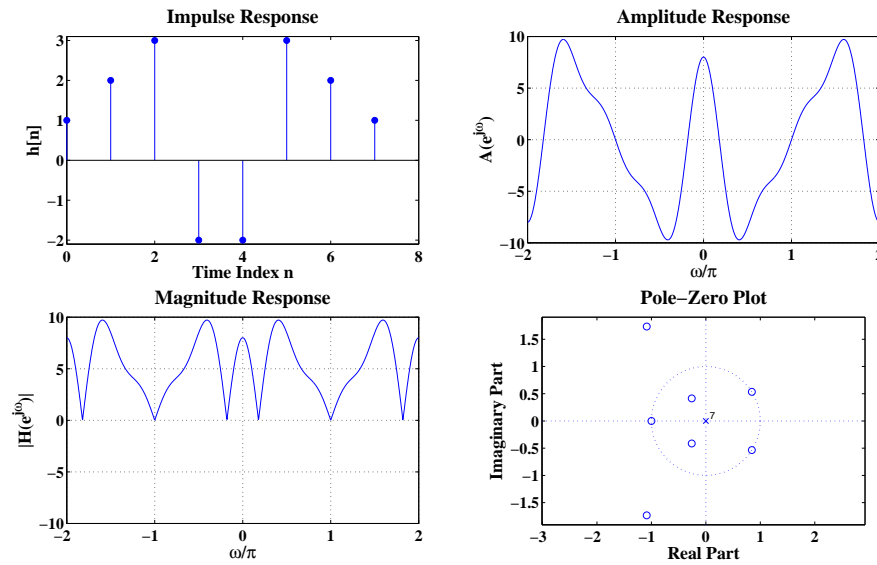 Impulse Response
3
2
1
0
−1
−2
0 2 4 6 8
h[n]
Time Index n
Amplitude Response
10
5
0
−5
−10
−2 −1 0 1 2
A(e^jω)
ω/π
Magnitude Response
10
5
0
−5
−10
−2 −1 0 1 2
|H(e^jω)|
ω/π
Pole−Zero Plot
1.5
1
0.5
0
−0.5
−1
−1.5
−3 −2 −1 0 1 2
7
Imaginary Part
Real Part